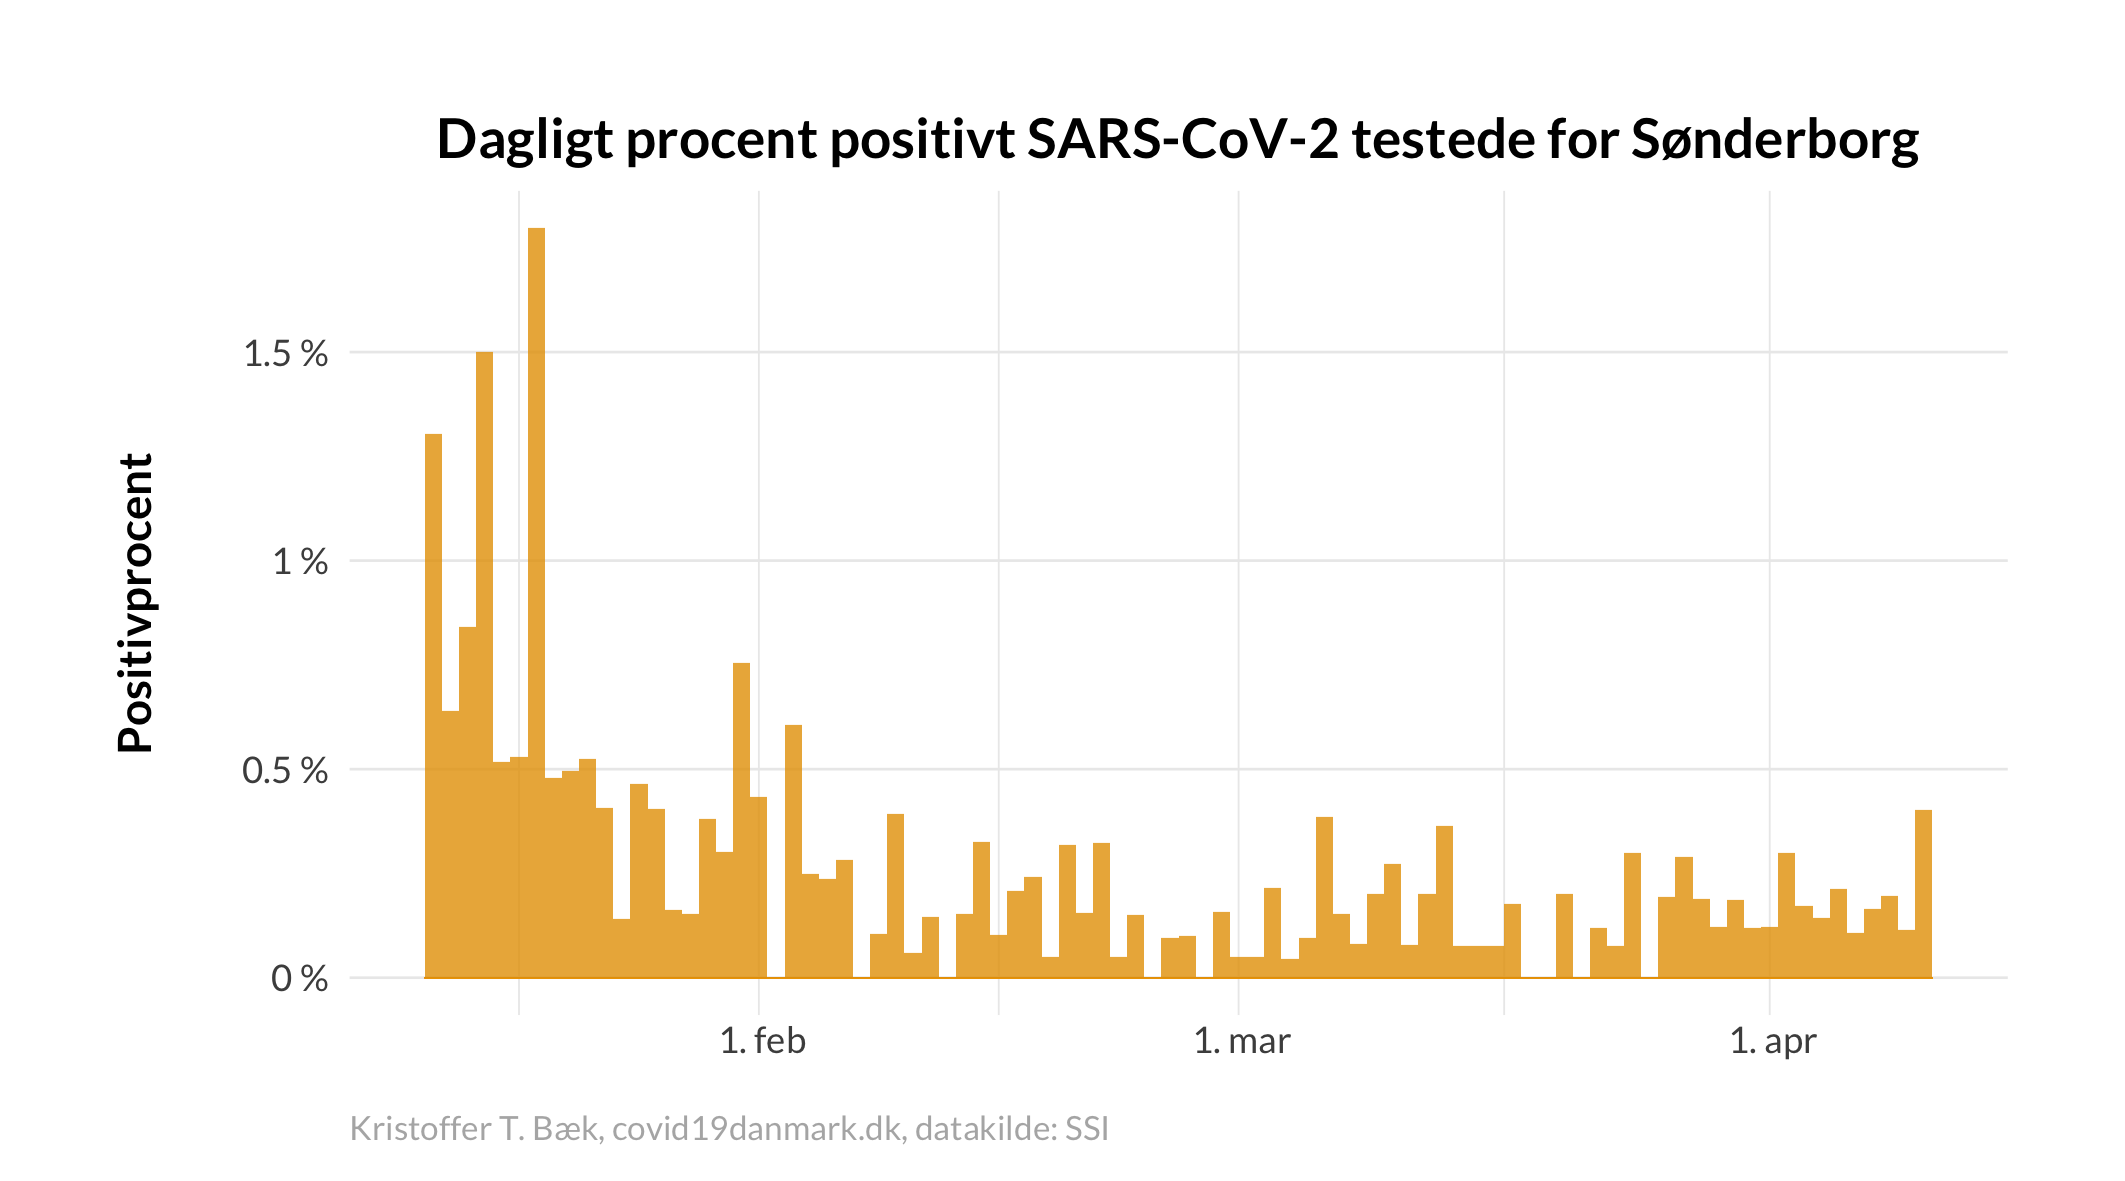 Dagligt procent positivt SARS-CoV-2 testede for Sønderborg
Positivprocent
1.5 %
1 %
0.5 %
0 %
1. feb
1. mar
1. apr
Kristoffer T. Bæk, covid19danmark.dk, datakilde: SSI